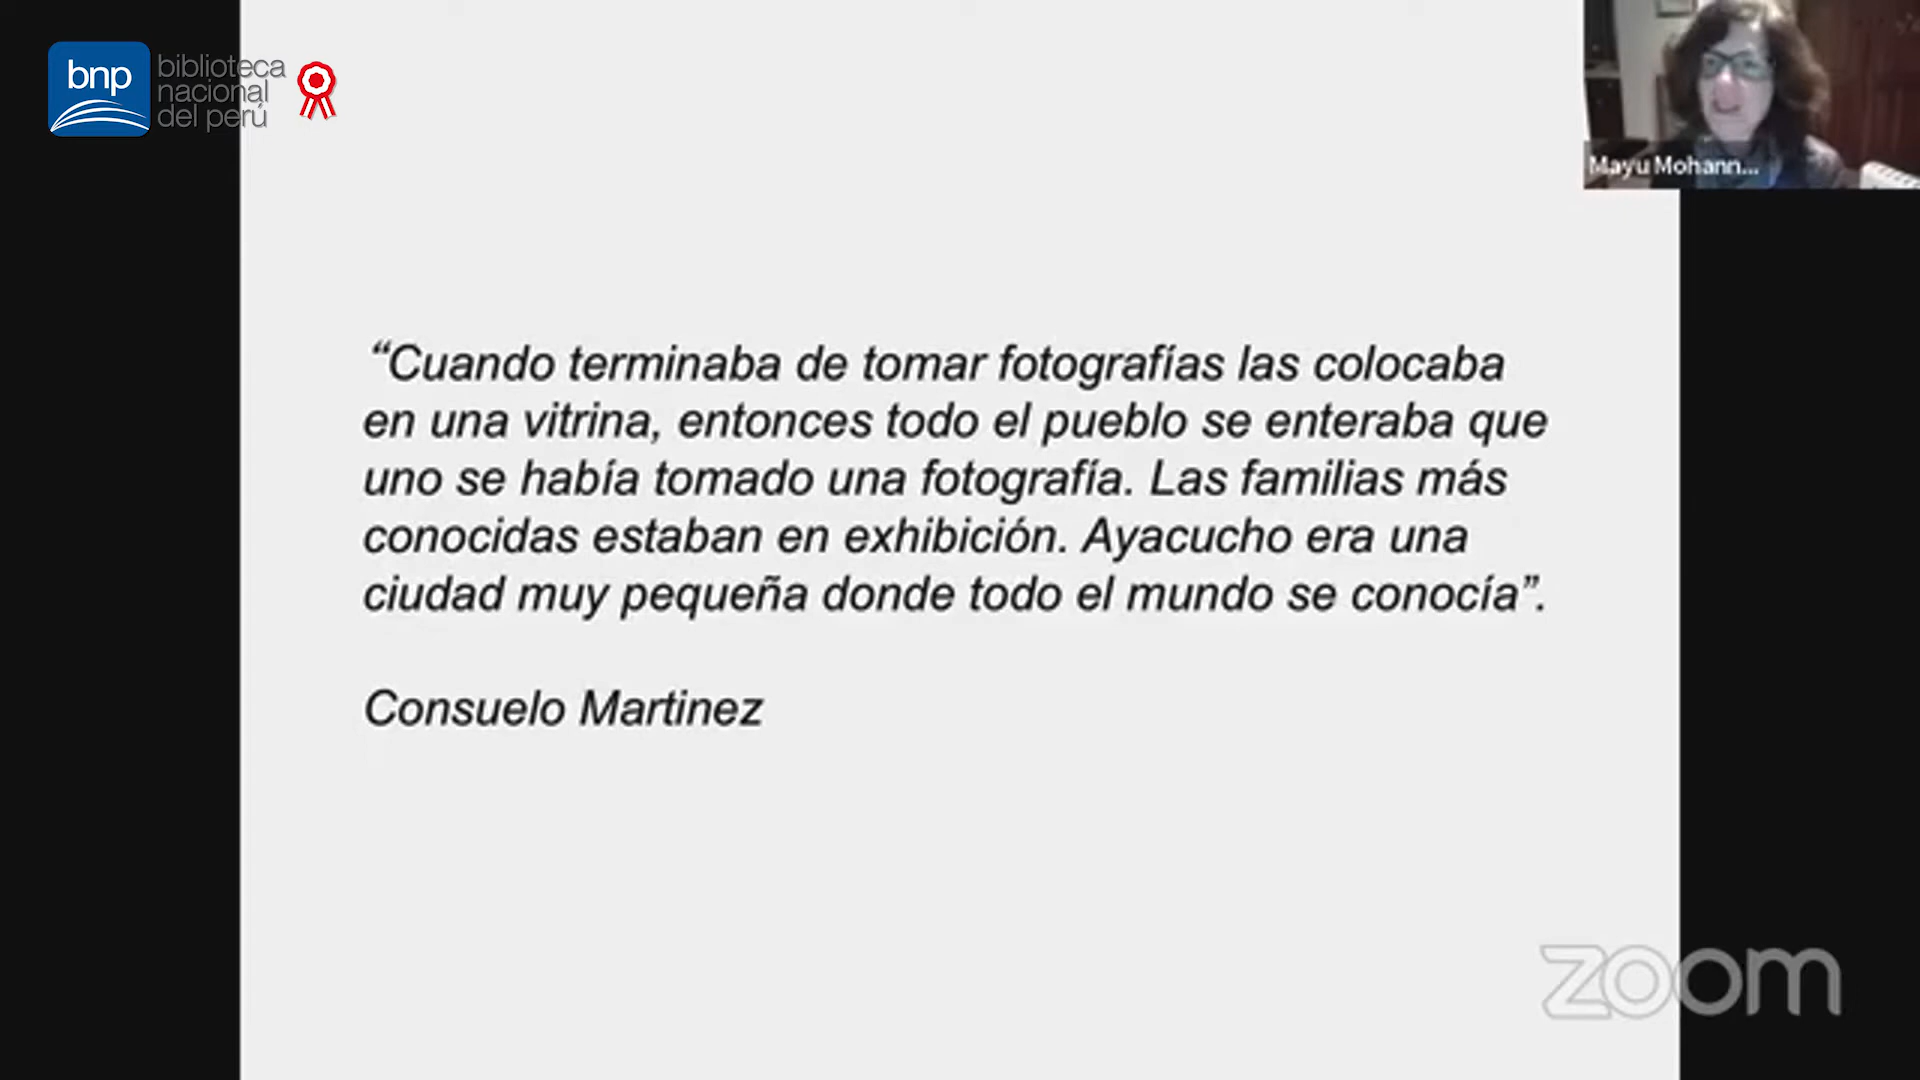 bnp
biblioteca
nacional
del perú
Mayu Mohann...
“Cuando terminaba de tomar fotografías las colocaba
en una vitrina, entonces todo el pueblo se enteraba que
uno se había tomado una fotografía. Las familias más
conocidas estaban en exhibición. Ayacucho era una
ciudad muy pequeña donde todo el mundo se conocía”.
Consuelo Martinez
zoom